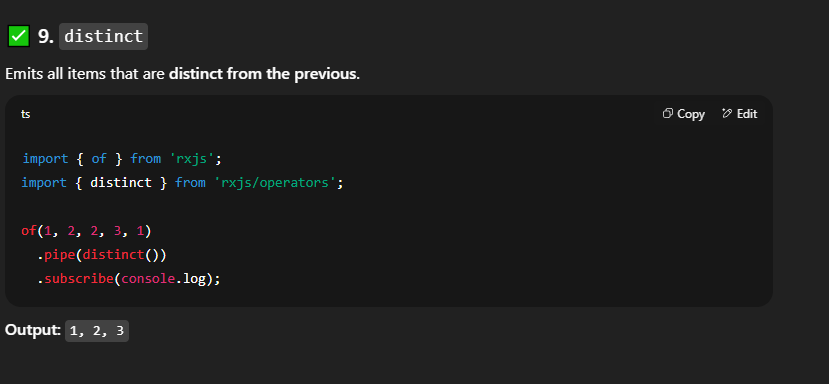 ✅ 9. distinct
Emits all items that are distinct from the previous.
ts Copy Edit
import { of } from 'rxjs';
import { distinct } from 'rxjs/operators';
of(1, 2, 2, 3, 1)
.pipe(distinct())
.subscribe(console.log);
Output: 1, 2, 3